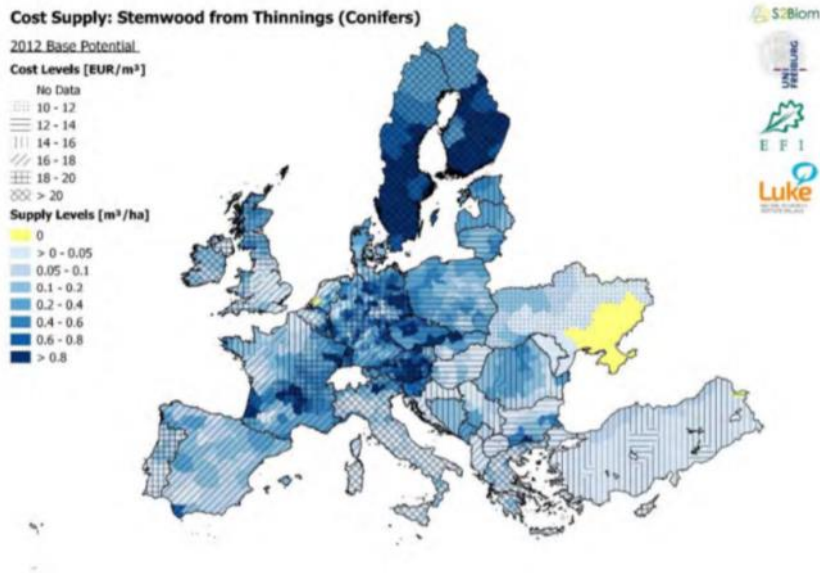 Cost Supply: Stemwood from Thinnings (Conifers)
2012 Base Potential
Cost Levels [EUR/m³]
No Data
10 - 12
12 - 14
14 - 16
16 - 18
18 - 20
> 20
Supply Levels [m³/ha]
0
> 0 - 0.05
0.05 - 0.1
0.1 - 0.2
0.2 - 0.4
0.4 - 0.6
0.6 - 0.8
> 0.8
S2Biom
UNI
FREIBURG
E F I
Luke